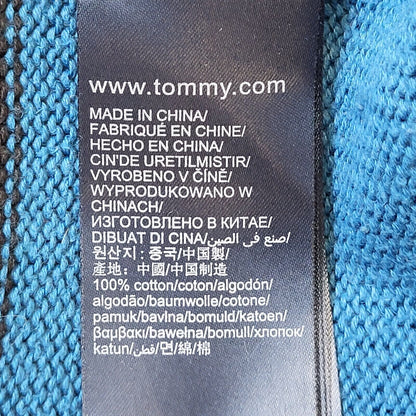 www.tommy.com
MADE IN CHINA/
FABRIQUÉ EN CHINE/
HECHO EN CHINA/
CIN'DE URETILMISTIR/
VYROBENO V ČÍNĚ/
WYPRODUKOWANO W
CHINACH/
ИЗГОТОВЛЕНО В КИТАЕ/
DIBUAT DI CINA/صنع في الصين/
원산지 : 중국/中国製/
產地: 中國/中国制造
100% cotton/coton/algodón/
algodão/baumwolle/cotone/
pamuk/bavlna/bomuld/katoen/
βαμβακι/bawełna/bomull/хлопок/
katun/قطن/면/綿/棉